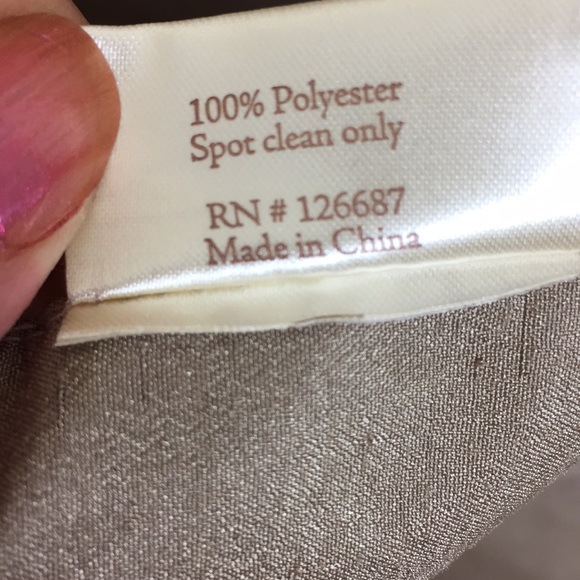 100% Polyester
Spot clean only
RN # 126687
Made in China